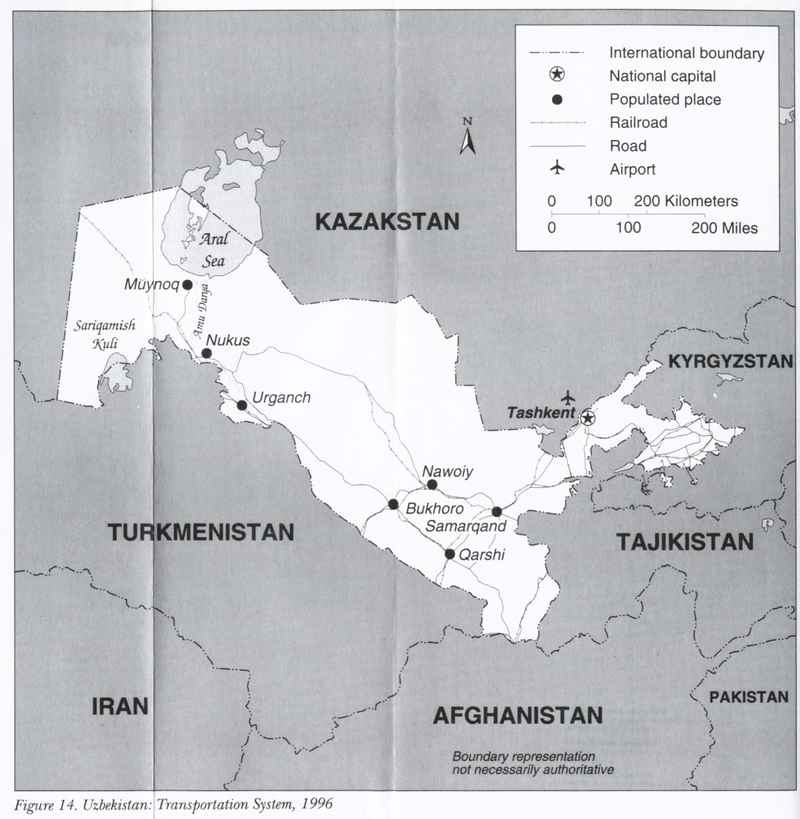 International boundary
National capital
Populated place
Railroad
Road
Airport
0 100 200 Kilometers
0 100 200 Miles
N
KAZAKSTAN
Aral
Sea
Müynoq
Amu Darya
Sariqamish
Kuli
Nukus
KYRGYZSTAN
Urganch
Tashkent
Nawoiy
Bukhoro
Samarqand
TURKMENISTAN
Qarshi
TAJIKISTAN
IRAN
AFGHANISTAN
PAKISTAN
Boundary representation
not necessarily authoritative
Figure 14. Uzbekistan: Transportation System, 1996